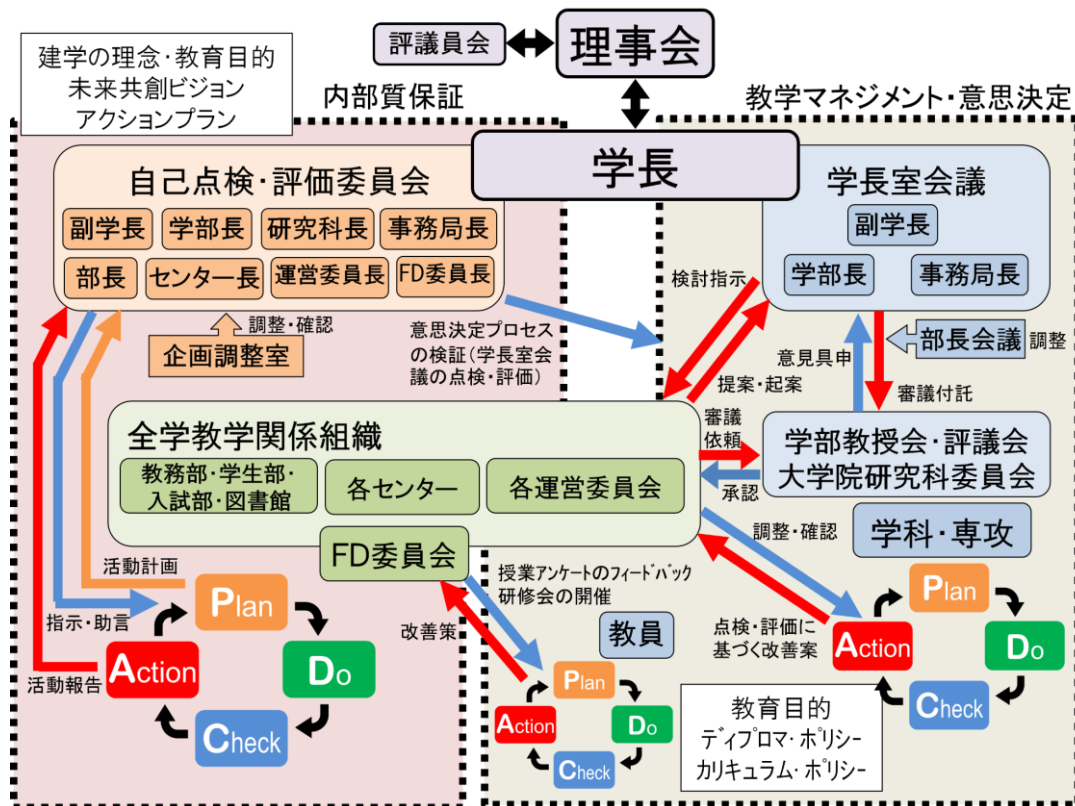 評議員会
理事会
建学の理念・教育目的
未来共創ビジョン
アクションプラン
内部質保証
教学マネジメント・意思決定
学長
自己点検・評価委員会
副学長
学部長
研究科長
事務局長
部長
センター長
運営委員長
FD委員長
調整・確認
企画調整室
意思決定プロセス
の検証(学長室会
議の点検・評価)
学長室会議
副学長
学部長
事務局長
検討指示
提案・起案
意見具申
部長会議
調整
審議付託
全学教学関係組織
教務部・学生部・
入試部・図書館
各センター
各運営委員会
FD委員会
審議
依頼
承認
学部教授会・評議会
大学院研究科委員会
学科・専攻
調整・確認
点検・評価に
基づく改善案
活動計画
指示・助言
活動報告
Plan
Do
Check
Action
改善策
授業アンケートのフィードバック
研修会の開催
教員
Plan
Do
Check
Action
Plan
Do
Check
Action
教育目的
ディプロマ・ポリシー
カリキュラム・ポリシー